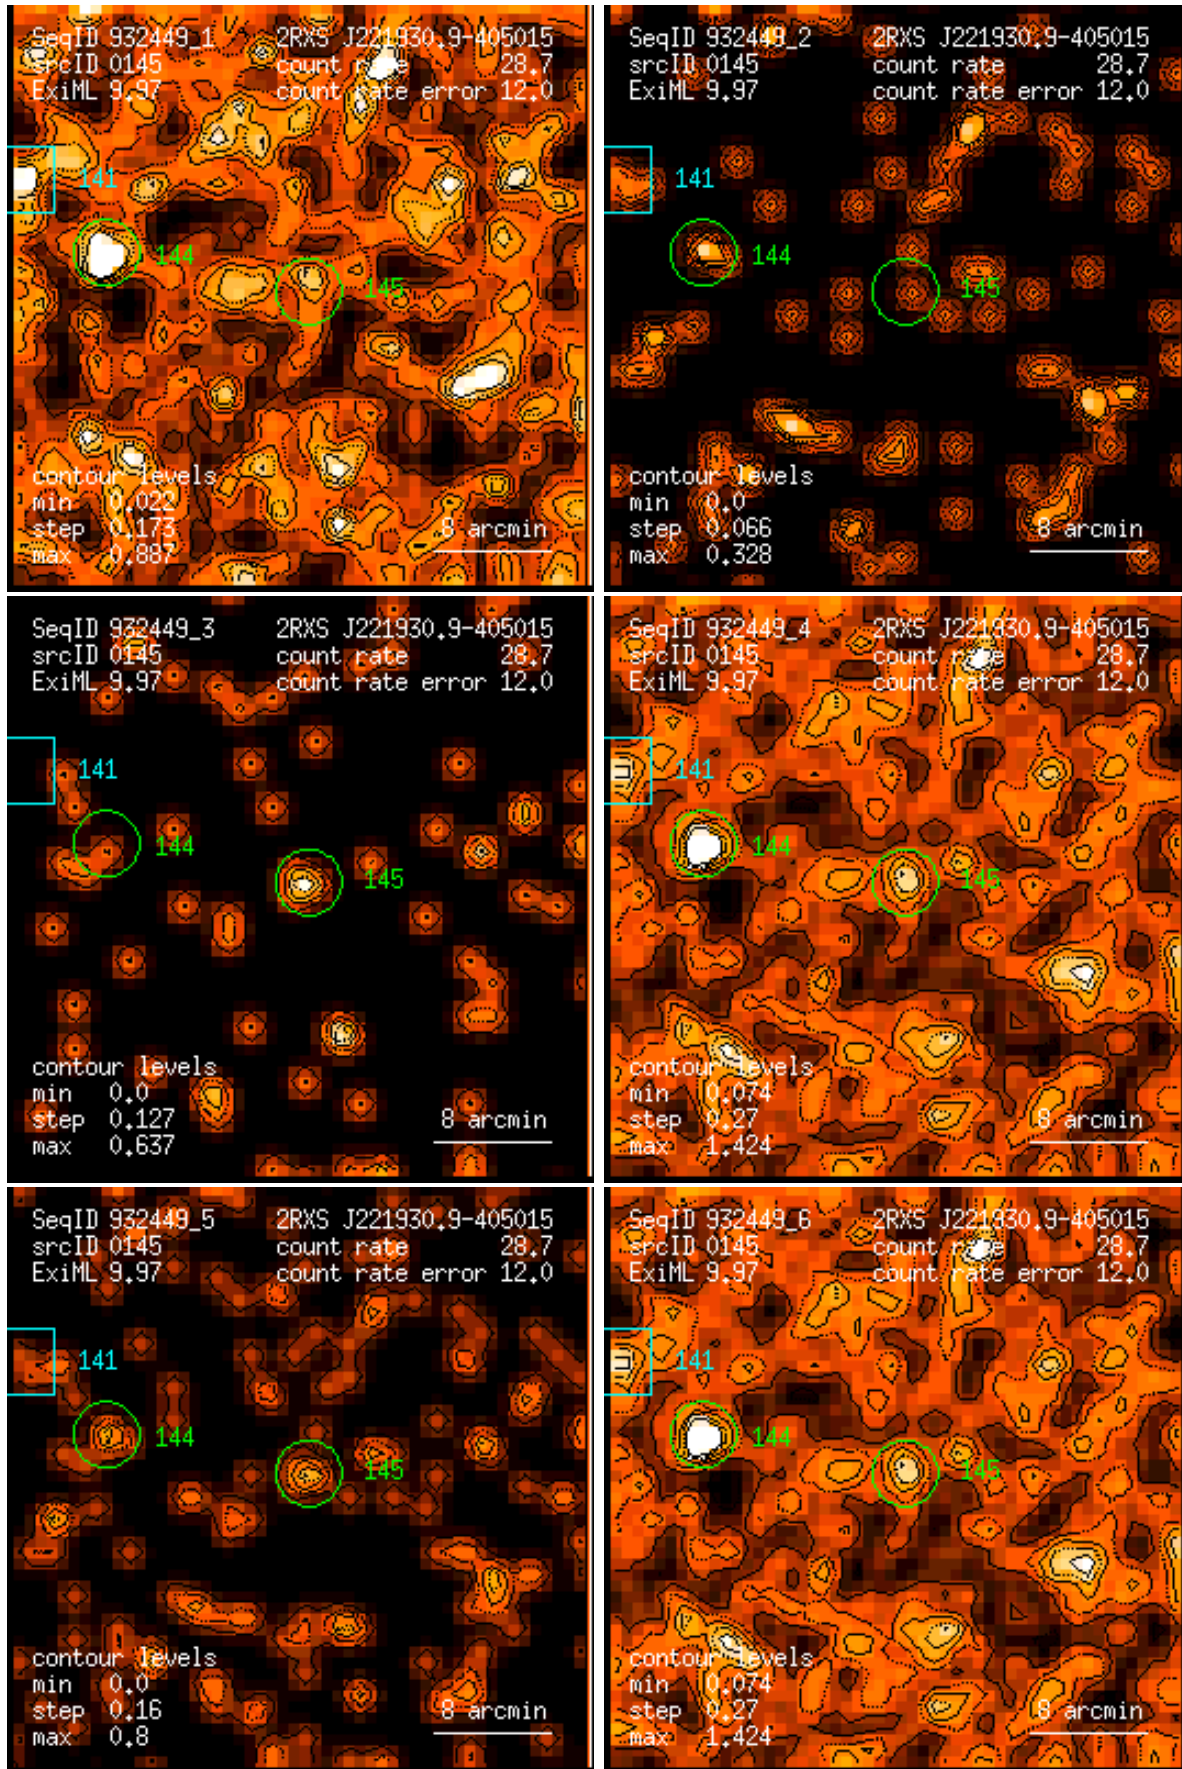 SeqID 932449_1 2RXS J221930.9-405015
srcID 0145 count rate 28.7
ExiML 9.97 count rate error 12.0
141
144
145
contour levels
min 0.022
step 0.173
max 0.887
8 arcmin
SeqID 932449_2 2RXS J221930.9-405015
srcID 0145 count rate 28.7
ExiML 9.97 count rate error 12.0
141
144
145
contour levels
min 0.0
step 0.066
max 0.328
8 arcmin
SeqID 932449_3 2RXS J221930.9-405015
srcID 0145 count rate 28.7
ExiML 9.97 count rate error 12.0
141
144
145
contour levels
min 0.0
step 0.127
max 0.637
8 arcmin
SeqID 932449_4 2RXS J221930.9-405015
srcID 0145 count rate 28.7
ExiML 9.97 count rate error 12.0
141
144
145
contour levels
min 0.074
step 0.27
max 1.424
8 arcmin
SeqID 932449_5 2RXS J221930.9-405015
srcID 0145 count rate 28.7
ExiML 9.97 count rate error 12.0
141
144
145
contour levels
min 0.0
step 0.16
max 0.8
8 arcmin
SeqID 932449_6 2RXS J221930.9-405015
srcID 0145 count rate 28.7
ExiML 9.97 count rate error 12.0
141
144
145
contour levels
min 0.074
step 0.27
max 1.424
8 arcmin